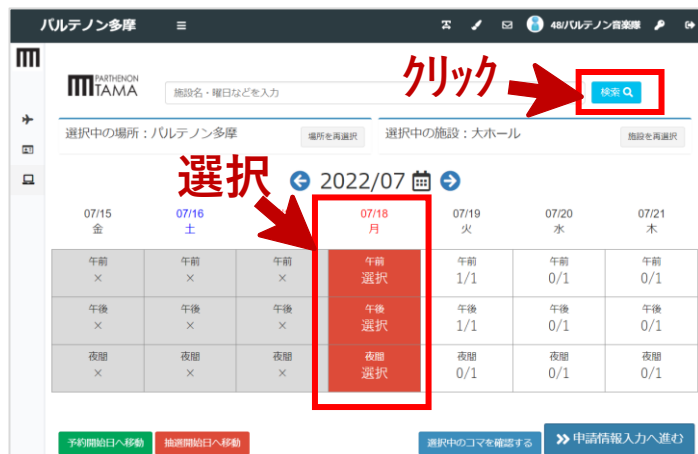 パルテノン多摩
48/パルテノン音楽隊
PARTHENON
TAMA
施設名・曜日などを入力
クリック
検索
選択中の場所：パルテノン多摩
場所を再選択
選択中の施設：大ホール
施設を再選択
選択
2022/07
07/15 07/16 07/18 07/19 07/20 07/21
金 土 月 火 水 木
午前 午前 午前 午前 午前 午前 午前
× × × 選択 1/1 0/1 0/1
午後 午後 午後 午後 午後 午後 午後
× × × 選択 1/1 0/1 0/1
夜間 夜間 夜間 夜間 夜間 夜間 夜間
× × × 選択 0/1 0/1 0/1
予約開始日へ移動 抽選開始日へ移動 選択中のコマを確認する 申請情報入力へ進む